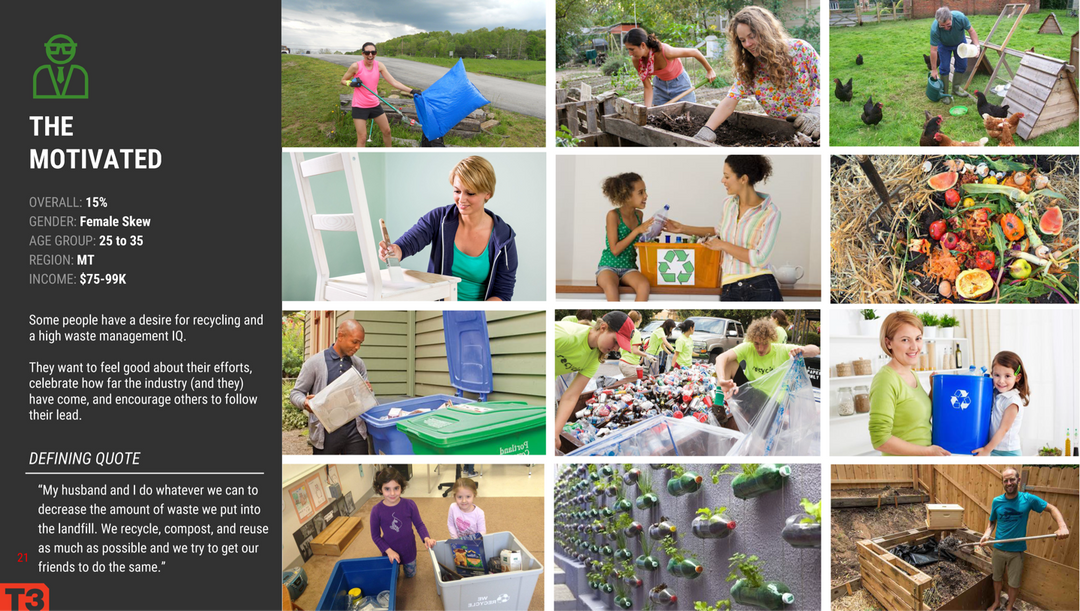 THE
MOTIVATED
OVERALL: 15%
GENDER: Female Skew
AGE GROUP: 25 to 35
REGION: MT
INCOME: $75-99K
Some people have a desire for recycling and
a high waste management IQ.
They want to feel good about their efforts,
celebrate how far the industry (and they)
have come, and encourage others to follow
their lead.
DEFINING QUOTE
“My husband and I do whatever we can to
decrease the amount of waste we put into
the landfill. We recycle, compost, and reuse
as much as possible and we try to get our
friends to do the same.”
21
T3
Portland
WE
RECYCLE